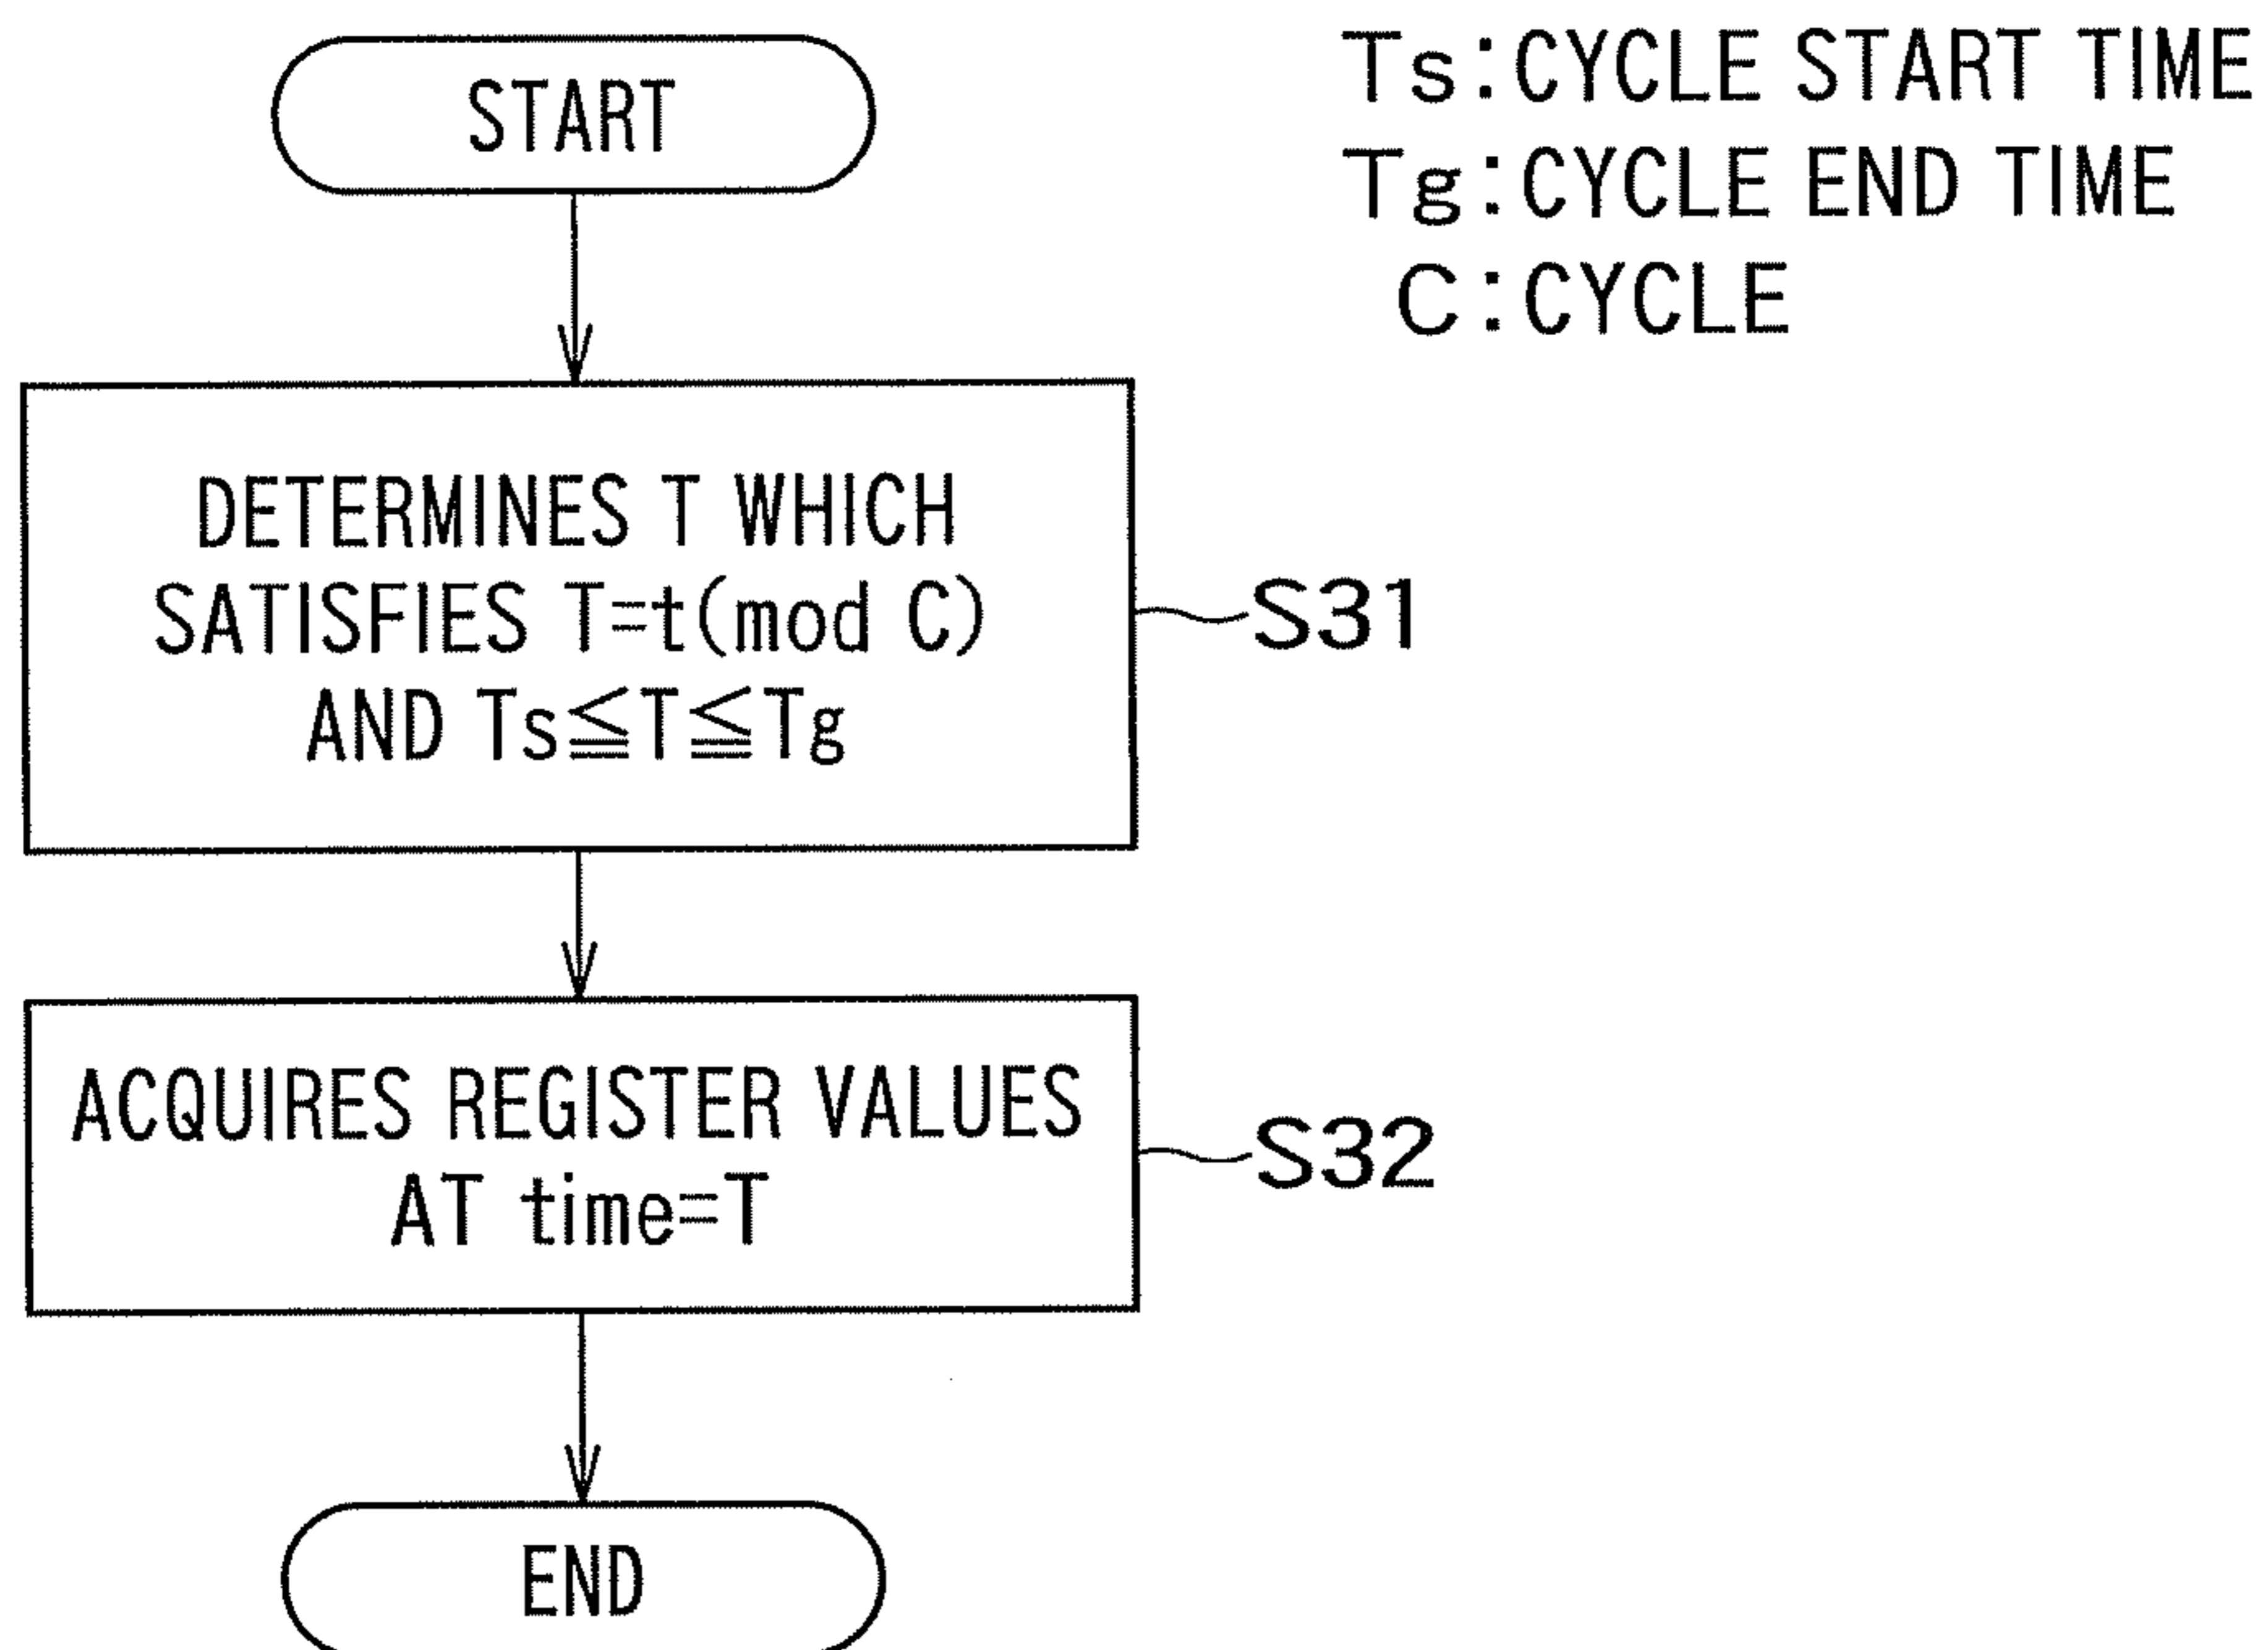 START
Ts:CYCLE START TIME
Tg:CYCLE END TIME
C:CYCLE
DETERMINES T WHICH
SATISFIES T=t(mod C)
AND Ts≦T≦Tg
S31
ACQUIRES REGISTER VALUES
AT time=T
S32
END